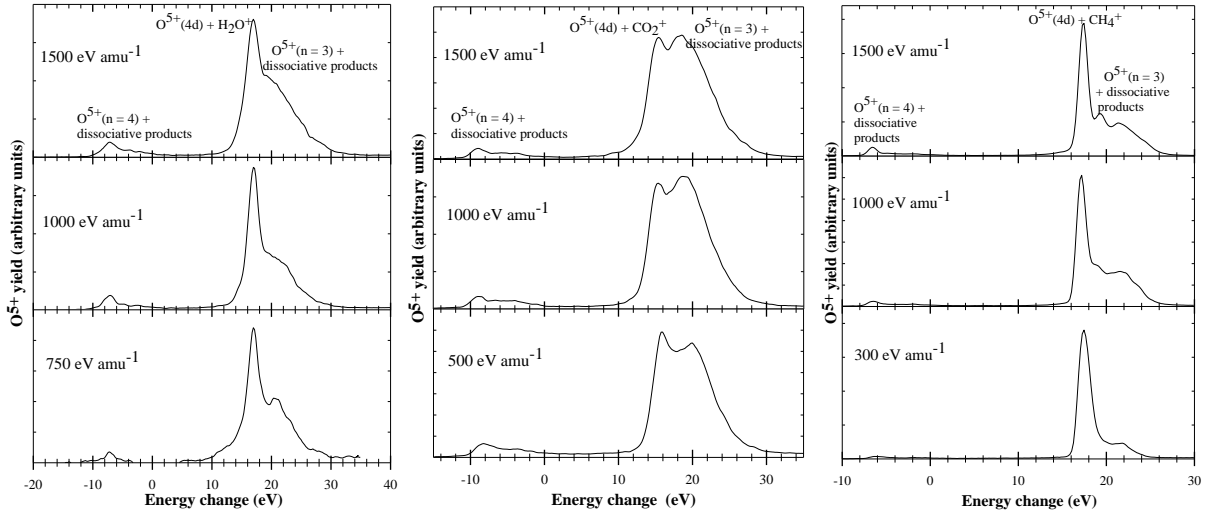 O5+ yield (arbitrary units)
O5+(4d) + H2O+
O5+(n = 3) +
dissociative products
1500 eV amu-1
O5+(n = 4) +
dissociative products
1000 eV amu-1
750 eV amu-1
-20 -10 0 10 20 30 40
Energy change (eV)
O5+ yield (arbitrary units)
O5+(4d) + CO2+
O5+(n = 3) +
dissociative products
1500 eV amu-1
O5+(n = 4) +
dissociative products
1000 eV amu-1
500 eV amu-1
-10 0 10 20 30
Energy change (eV)
O5+ yield (arbitrary units)
O5+(4d) + CH4+
1500 eV amu-1
O5+(n = 3)
+ dissociative
products
O5+(n = 4) +
dissociative
products
1000 eV amu-1
300 eV amu-1
-10 0 10 20 30
Energy change (eV)